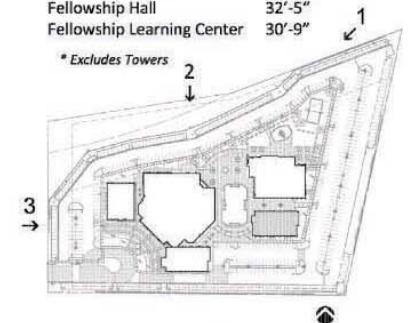 Fellowship Hall 32'-5"
Fellowship Learning Center 30'-9"
* Excludes Towers
1
2
3